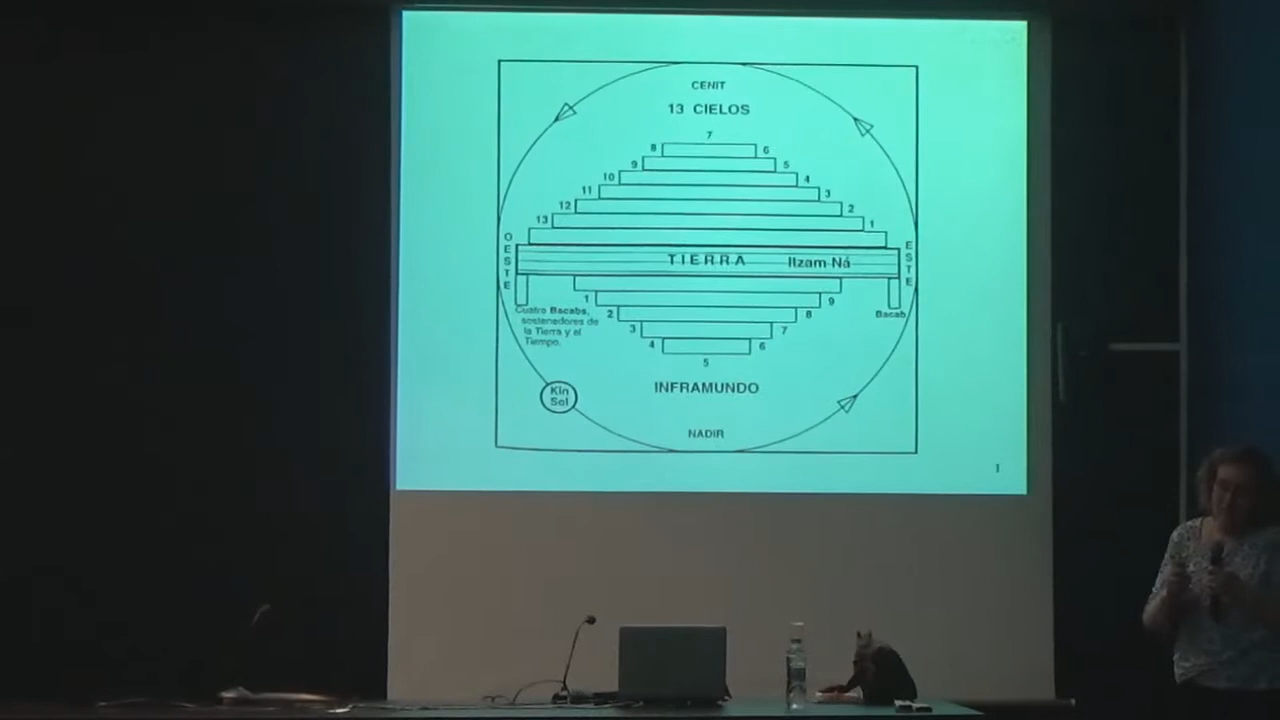 CENIT
13 CIELOS
7
8 6
9 5
10 4
11 3
12 2
13 1
OESTE
ESTE
TIERRA Itzam Ná
1 9
2 8
3 7
4 6
5
Cuatro Bacabs,
sostenedores de
la Tierra y el
Tiempo.
Bacab
Kin
Sol
INFRAMUNDO
NADIR
1